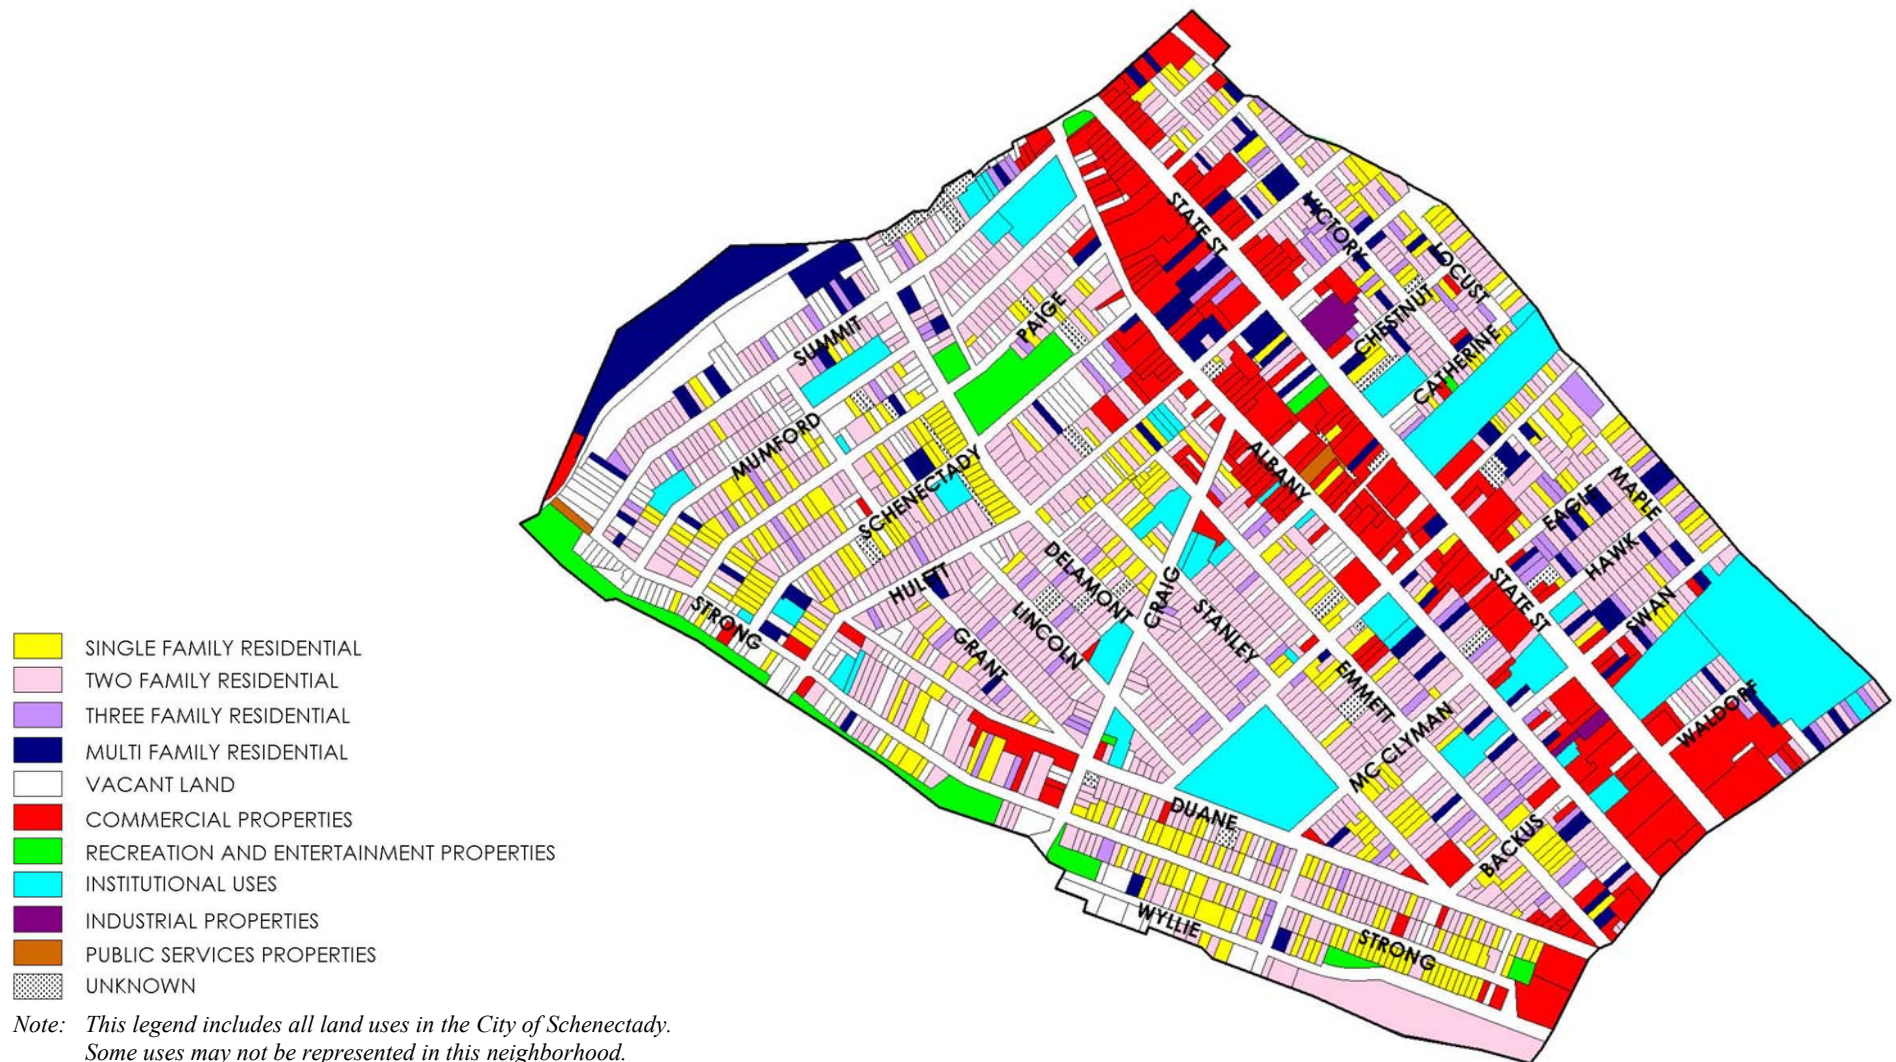 STATE ST
VICTORY
LOCUST
CHESTNUT
CATHERINE
PAIGE
SUMMIT
MUMFORD
SCHENECTADY
ALBANY
EAGLE
MAPLE
HAWK
SWAN
STATE ST
WALDORF
HULETT
DELAMONT
CRAIG
STANLEY
LINCOLN
GRANT
STRONG
EMMETT
MC CLYMAN
BACKUS
DUANE
WYLLIE
STRONG
SINGLE FAMILY RESIDENTIAL
TWO FAMILY RESIDENTIAL
THREE FAMILY RESIDENTIAL
MULTI FAMILY RESIDENTIAL
VACANT LAND
COMMERCIAL PROPERTIES
RECREATION AND ENTERTAINMENT PROPERTIES
INSTITUTIONAL USES
INDUSTRIAL PROPERTIES
PUBLIC SERVICES PROPERTIES
UNKNOWN
Note: This legend includes all land uses in the City of Schenectady.
Some uses may not be represented in this neighborhood.